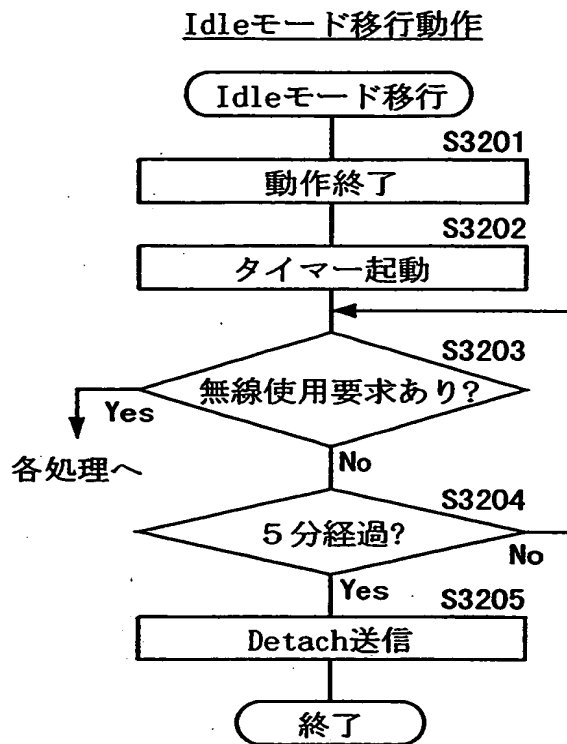 Idleモード移行動作
Idleモード移行
S3201
動作終了
S3202
タイマー起動
S3203
無線使用要求あり?
Yes
各処理へ
No
S3204
5分経過?
No
Yes
S3205
Detach送信
終了